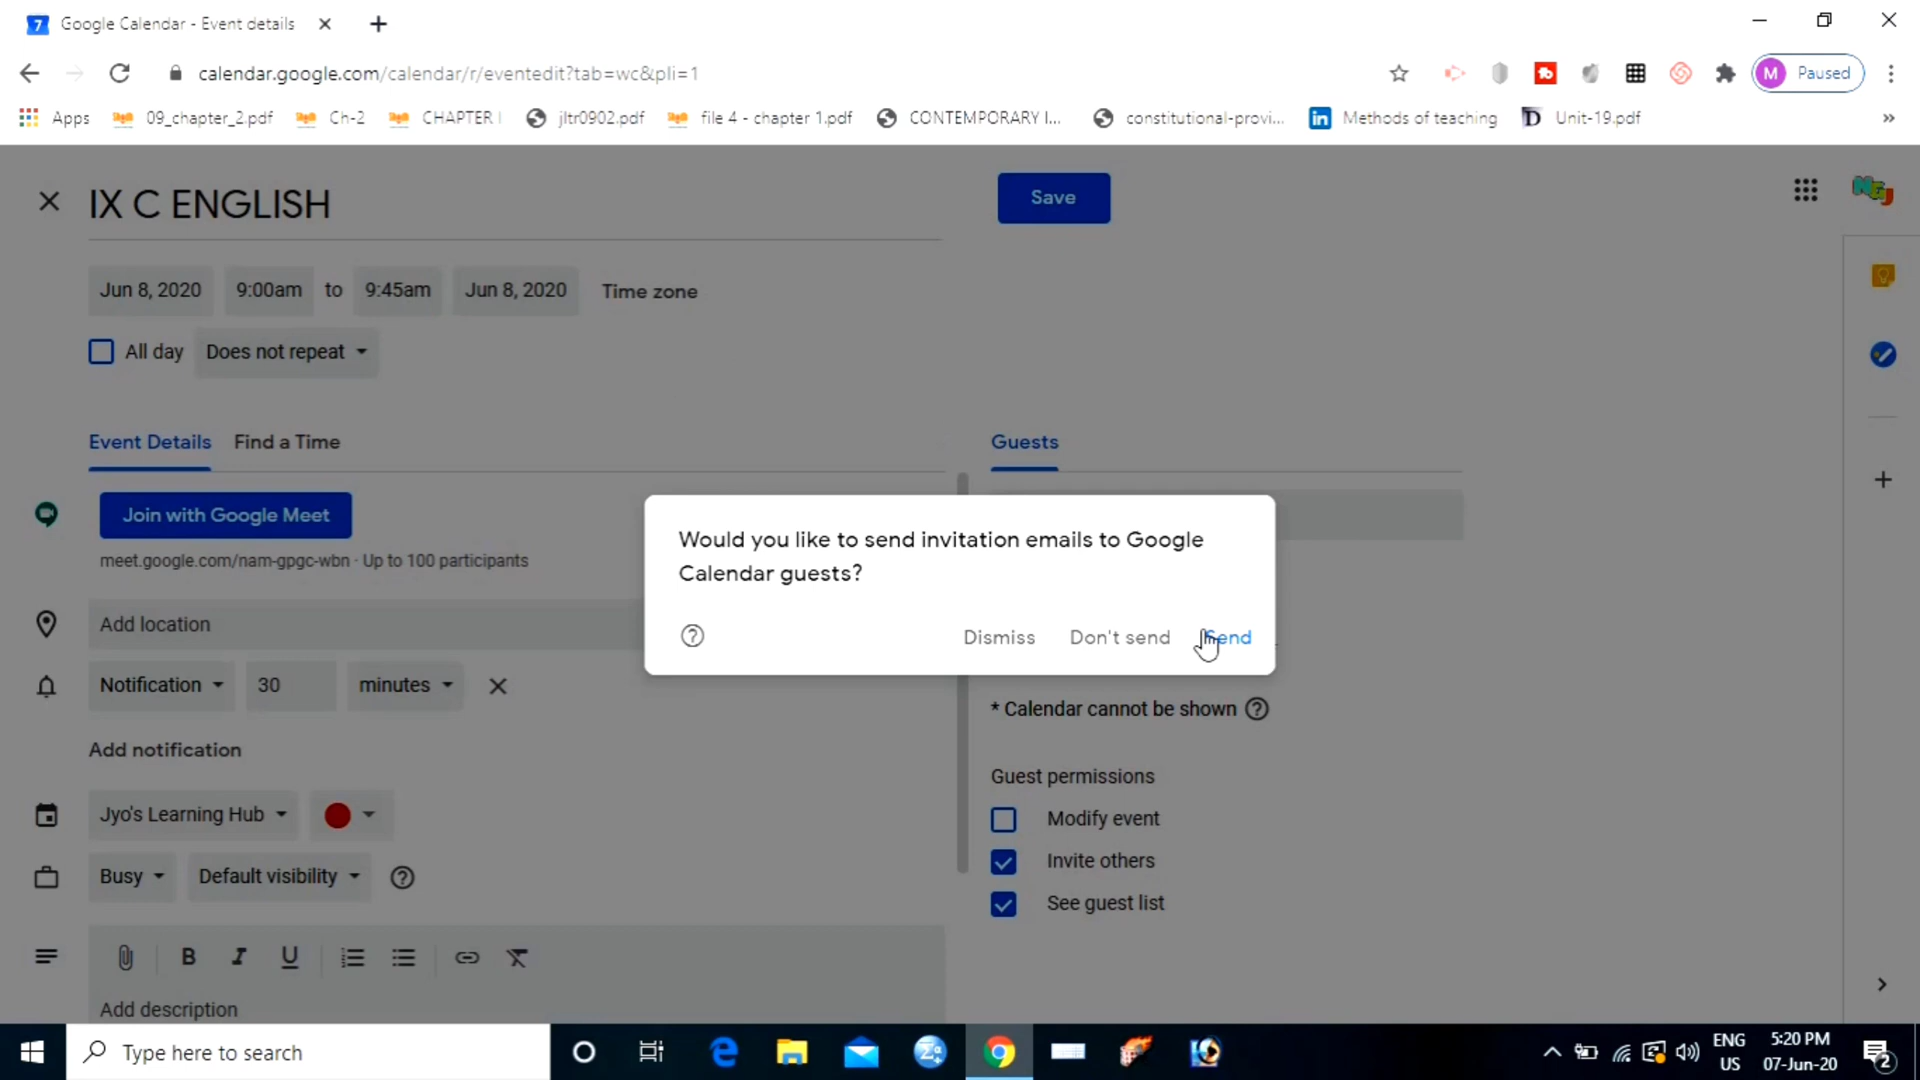 7 Google Calendar - Event details
calendar.google.com/calendar/r/eventedit?tab=wc&pli=1
M Paused
Apps 09_chapter_2.pdf Ch-2 CHAPTER I jltr0902.pdf file 4 - chapter 1.pdf CONTEMPORARY I... constitutional-provi... in Methods of teaching D Unit-19.pdf »
IX C ENGLISH
Save
NGJ
Jun 8, 2020 9:00am to 9:45am Jun 8, 2020 Time zone
All day Does not repeat
Event Details Find a Time
Guests
Join with Google Meet
meet.google.com/nam-gpgc-wbn · Up to 100 participants
Would you like to send invitation emails to Google
Calendar guests?
Dismiss Don't send Send
Add location
Notification 30 minutes
Add notification
* Calendar cannot be shown
Guest permissions
Modify event
Invite others
See guest list
Jyo's Learning Hub
Busy Default visibility
B I U
Add description
Type here to search
ENG
US
5:20 PM
07-Jun-20
2